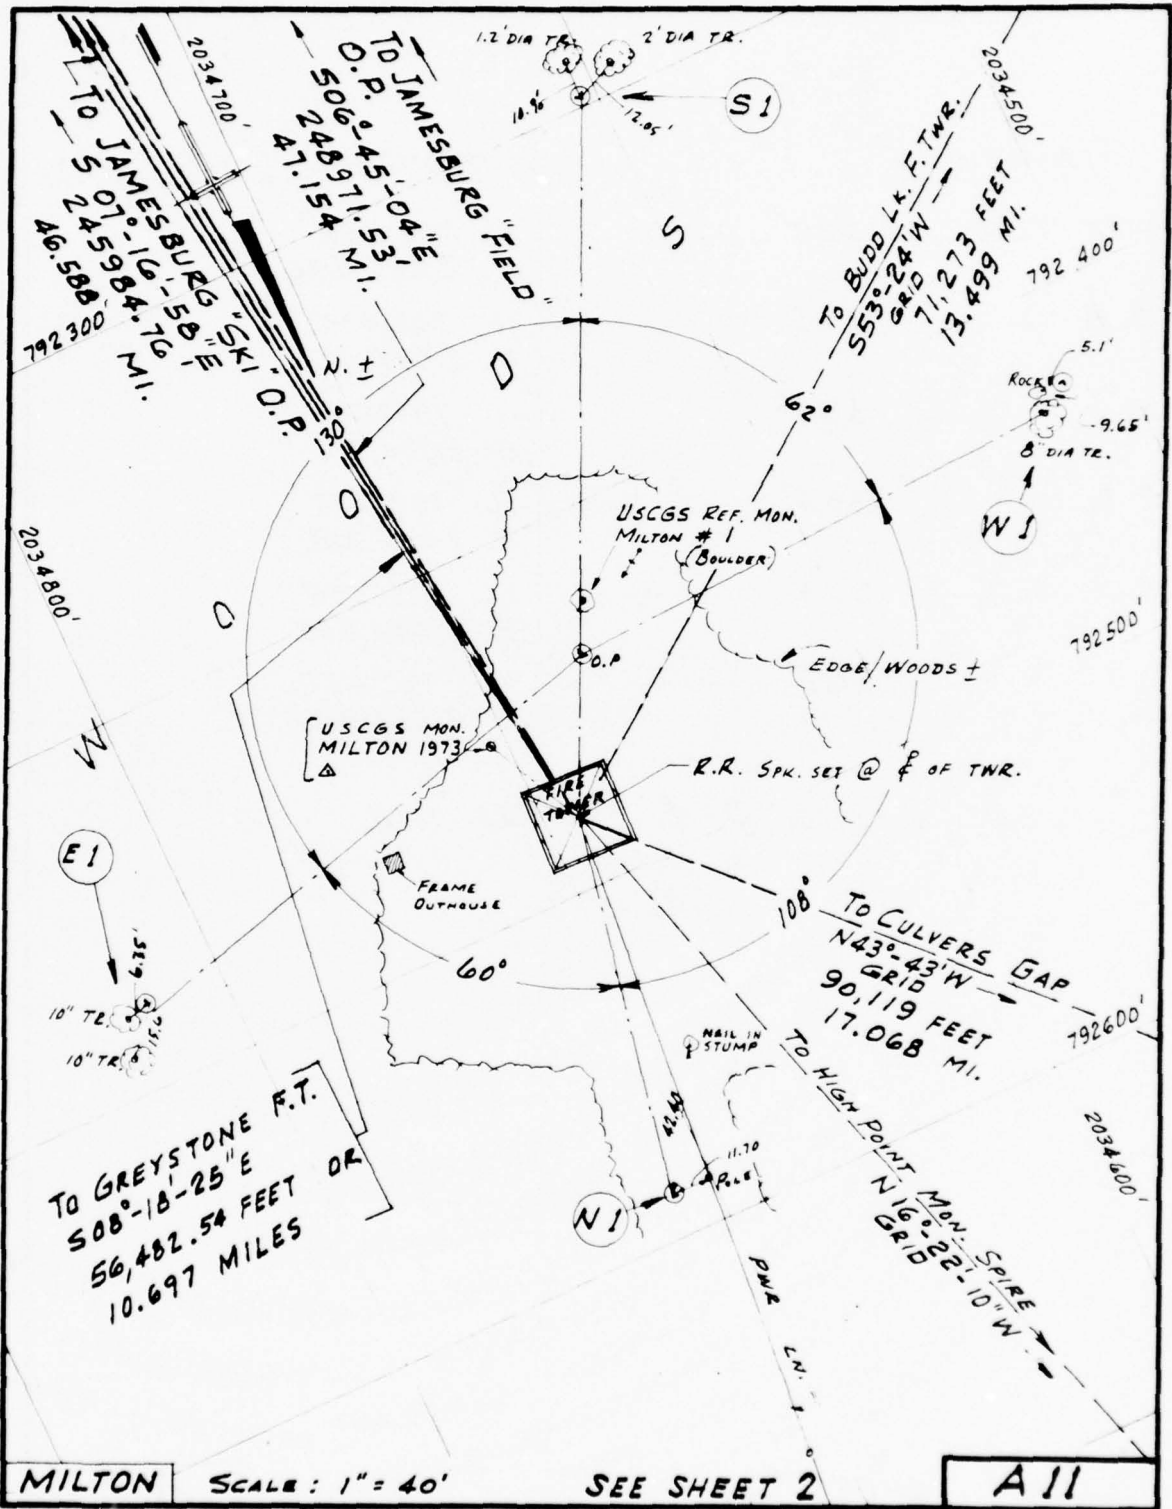 2034700'
TO JAMESBURG "FIELD"
O.P.
S06°-45'-04"E
248971.53'
47.154 MI.
1.2' DIA TR.
2' DIA TR.
10.96
12.05'
S1
2034500'
TO JAMESBURG "SKI" O.P.
S 07°-16'-58"E
245984.76'
46.588 MI.
792300'
N. ±
130°
S
TO BUDD LK. F. TWR.
S53°-24'W
GRID
71,273 FEET
13.499 MI.
792 400'
62°
5.1'
ROCK
9.65'
8" DIA TR.
W1
2034800'
USCGS REF. MON.
MILTON # 1
(BOULDER)
792500'
O.P
EDGE/WOODS ±
W
USCGS MON.
MILTON 1973
R.R. SPK. SET @ ₵ OF TWR.
FIRE
TOWER
E1
FRAME
OUTHOUSE
108°
60°
TO CULVERS GAP
N43°-43'W
GRID
90,119 FEET
17.068 MI.
6.35'
10" TR.
15.6
10" TR.
792600'
NAIL IN
STUMP
TO HIGH POINT MON. SPIRE
N16°-22'-10"W
GRID
2034600'
TO GREYSTONE F.T.
S08°-18'-25"E
56,482.54 FEET OR
10.697 MILES
11.70
POLE
N1
PWR LN.
MILTON
SCALE: 1" = 40'
SEE SHEET 2
A11